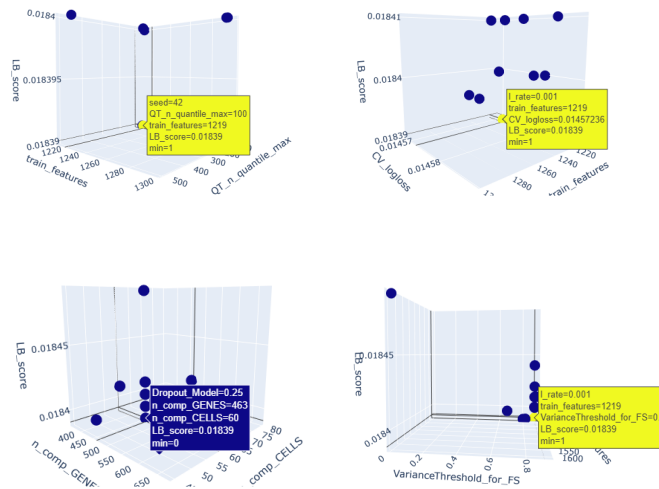 0.0184
LB_score
0.018395
0.01839
1220
1240
1260
1280
1300
train_features
500
400
QT_n_quantile_max
seed=42
QT_n_quantile_max=100
train_features=1219
LB_score=0.01839
min=1
0.01841
LB_score
0.0184
0.01839
0.01457
0.01458
CV_logloss
1280
1260
1240
1220
train_features
l_rate=0.001
train_features=1219
CV_logloss=0.01457236
LB_score=0.01839
min=1
LB_score
0.01845
0.0184
400
450
500
550
600
650
n_comp_GENES
50
55
60
65
70
75
80
comp_CELLS
Dropout_Model=0.25
n_comp_GENES=463
n_comp_CELLS=60
LB_score=0.01839
min=0
LB_score
0.01845
0.0184
0
0.2
0.4
0.6
0.8
VarianceThreshold_for_FS
1600
1550
l_rate=0.001
train_features=1219
VarianceThreshold_for_FS=0
LB_score=0.01839
min=1